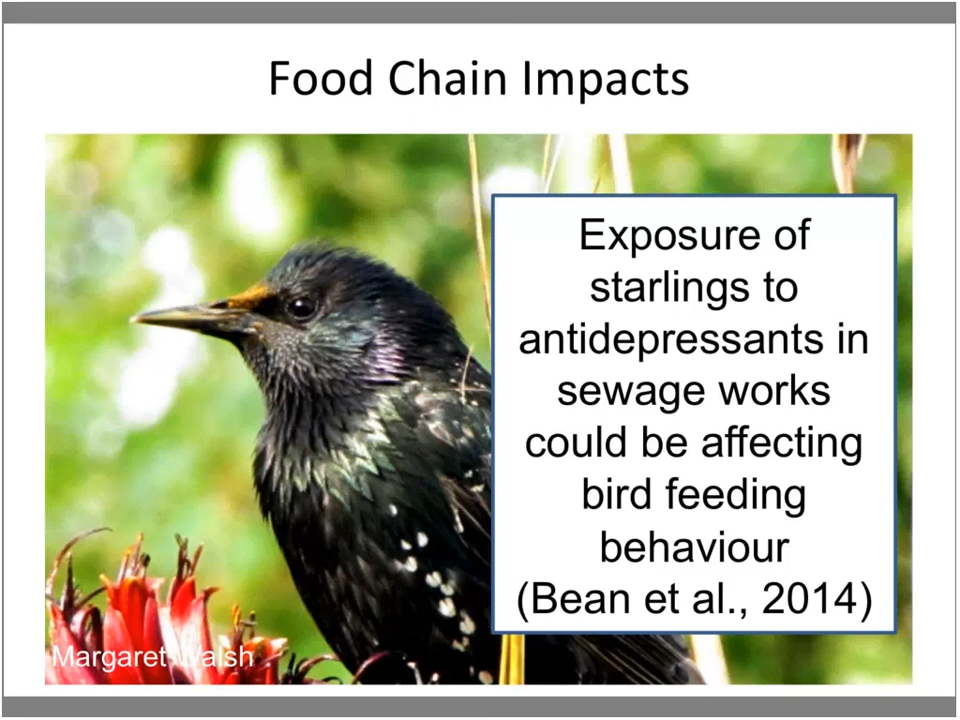 Food Chain Impacts
Exposure of
starlings to
antidepressants in
sewage works
could be affecting
bird feeding
behaviour
(Bean et al., 2014)
Margaret Walsh